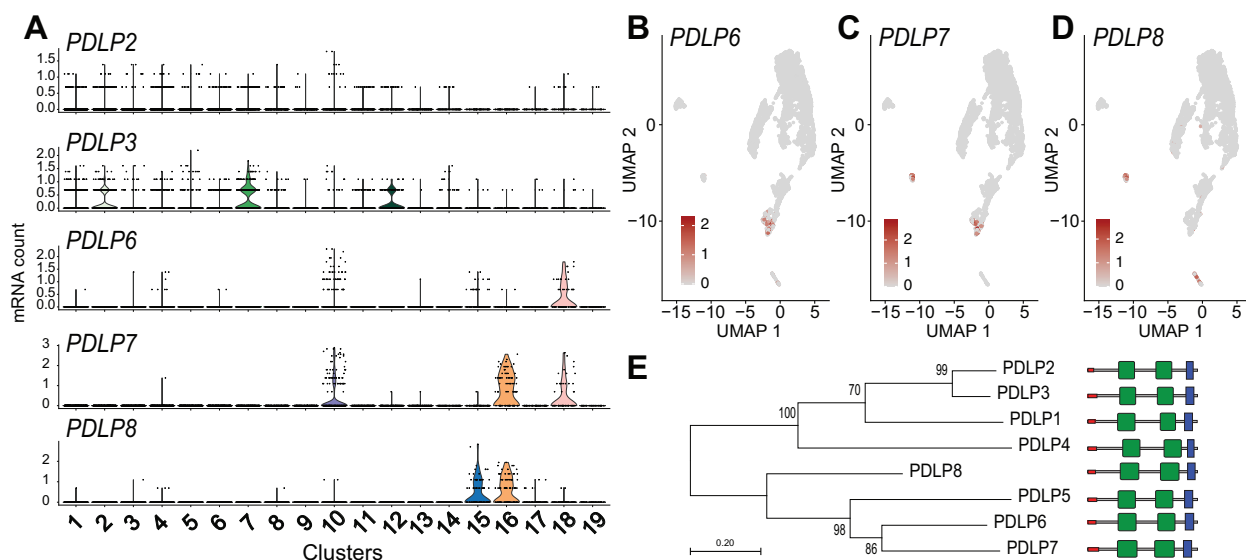 A
PDLP2
1.5
1.0
0.5
0.0
PDLP3
2.0
1.5
1.0
0.5
0.0
PDLP6
2.0
1.5
1.0
0.5
0.0
PDLP7
3
2
1
0
PDLP8
2
1
0
mRNA count
1 2 3 4 5 6 7 8 9 10 11 12 13 14 15 16 17 18 19
Clusters
B PDLP6
0
−10
UMAP 2
2
1
0
−15 −10 −5 0 5
UMAP 1
C PDLP7
0
−10
UMAP 2
2
1
0
−15 −10 −5 0 5
UMAP 1
D PDLP8
0
−10
UMAP 2
2
1
0
−15 −10 −5 0 5
UMAP 1
E
99 PDLP2
PDLP3
70
PDLP1
100
PDLP4
PDLP8
PDLP5
98
PDLP6
86
PDLP7
0.20